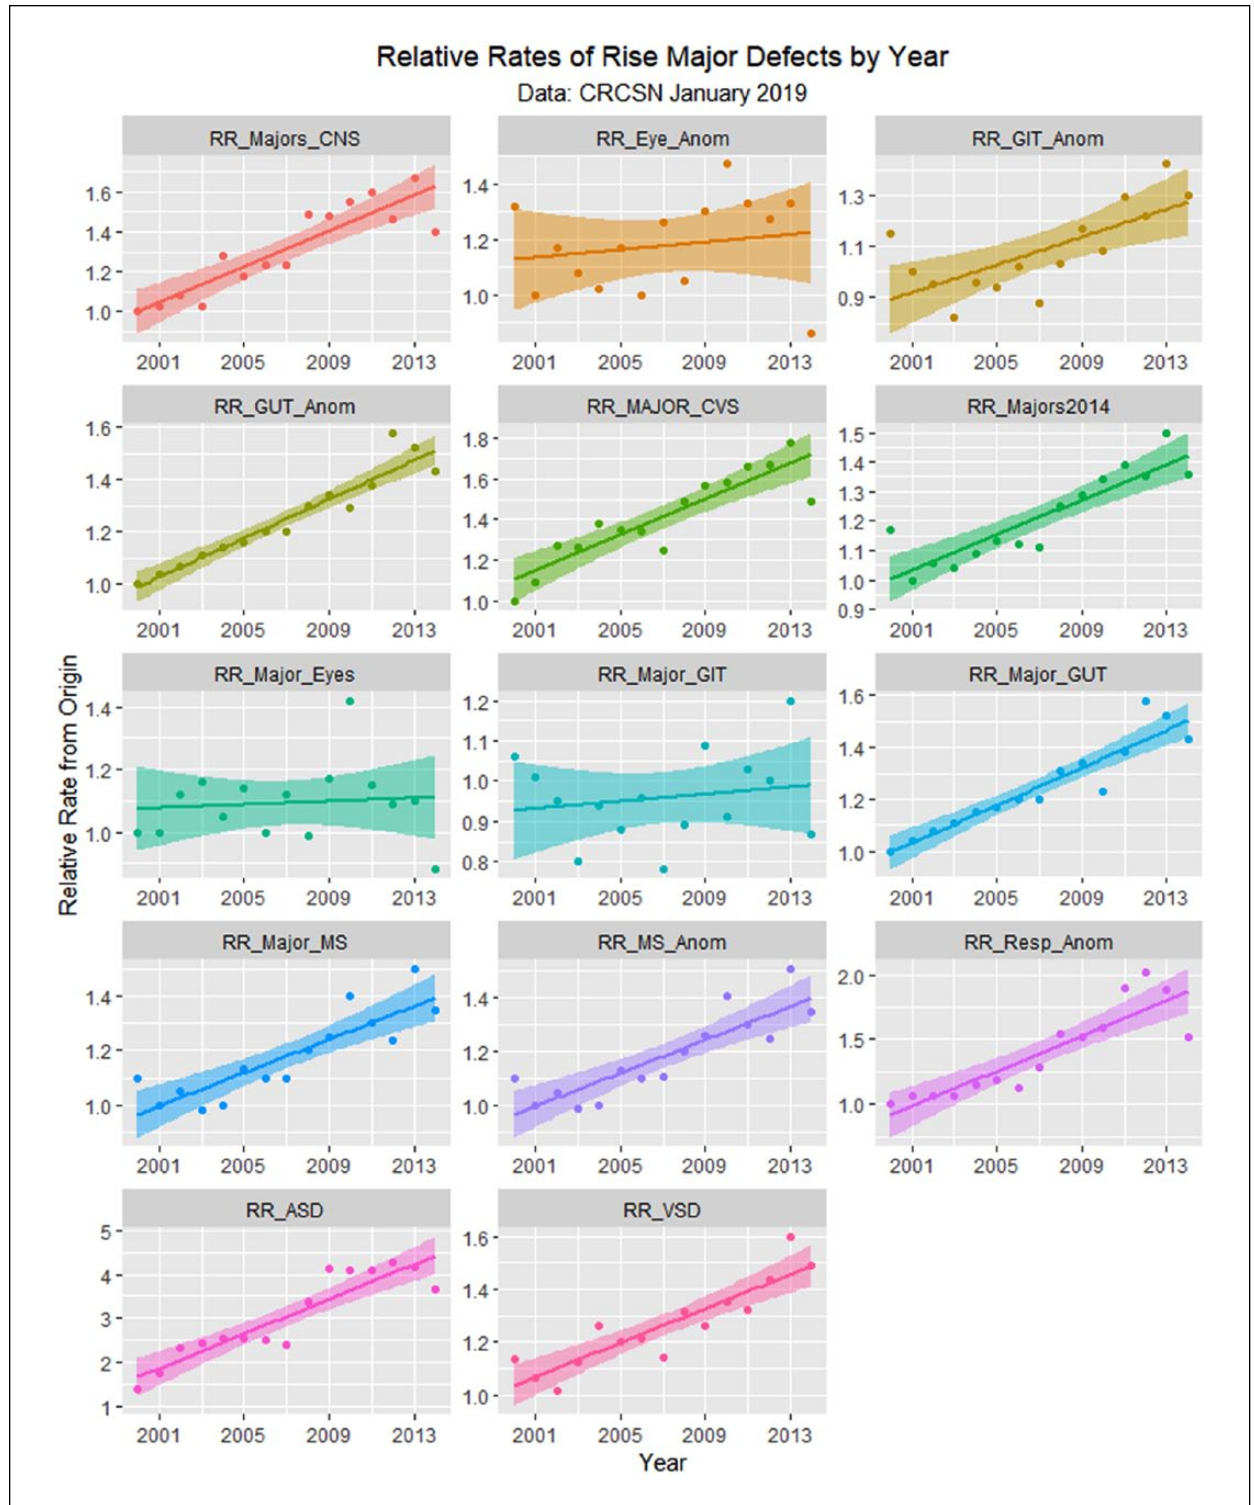 Relative Rates of Rise Major Defects by Year
Data: CRCSN January 2019
RR_Majors_CNS
1.6
1.4
1.2
1.0
2001 2005 2009 2013
RR_Eye_Anom
1.4
1.2
1.0
2001 2005 2009 2013
RR_GIT_Anom
1.3
1.1
0.9
2001 2005 2009 2013
RR_GUT_Anom
1.6
1.4
1.2
1.0
2001 2005 2009 2013
RR_MAJOR_CVS
1.8
1.6
1.4
1.2
1.0
2001 2005 2009 2013
RR_Majors2014
1.5
1.4
1.3
1.2
1.1
1.0
0.9
2001 2005 2009 2013
Relative Rate from Origin
RR_Major_Eyes
1.4
1.2
1.0
2001 2005 2009 2013
RR_Major_GIT
1.2
1.1
1.0
0.9
0.8
2001 2005 2009 2013
RR_Major_GUT
1.6
1.4
1.2
1.0
2001 2005 2009 2013
RR_Major_MS
1.4
1.2
1.0
2001 2005 2009 2013
RR_MS_Anom
1.4
1.2
1.0
2001 2005 2009 2013
RR_Resp_Anom
2.0
1.5
1.0
2001 2005 2009 2013
RR_ASD
5
4
3
2
1
2001 2005 2009 2013
RR_VSD
1.6
1.4
1.2
1.0
2001 2005 2009 2013
Year